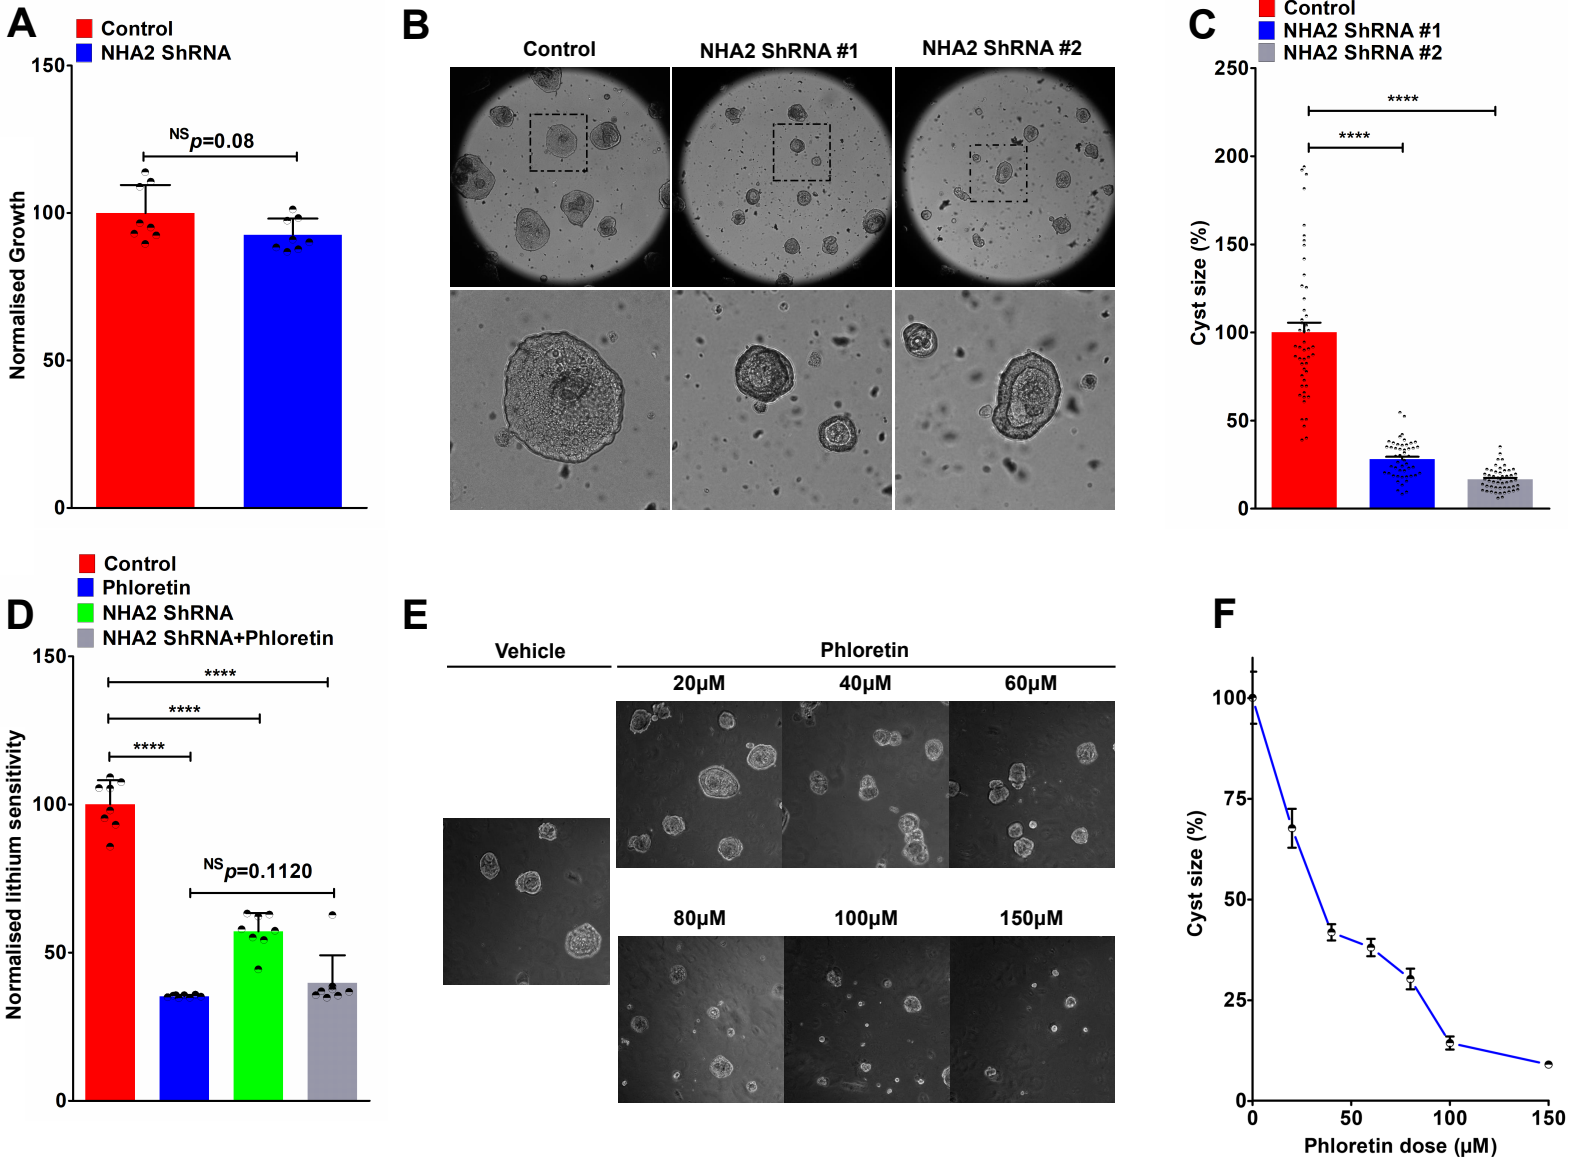 A
Control
NHA2 ShRNA
Normalised Growth
150
100
50
0
NS p=0.08
B
Control
NHA2 ShRNA #1
NHA2 ShRNA #2
C
Control
NHA2 ShRNA #1
NHA2 ShRNA #2
Cyst size (%)
250
200
150
100
50
0
****
****
D
Control
Phloretin
NHA2 ShRNA
NHA2 ShRNA+Phloretin
Normalised lithium sensitivity
150
100
50
0
****
****
****
NS p=0.1120
E
Vehicle
Phloretin
20µM
40µM
60µM
80µM
100µM
150µM
F
Cyst size (%)
100
75
50
25
0
0
50
100
150
Phloretin dose (µM)